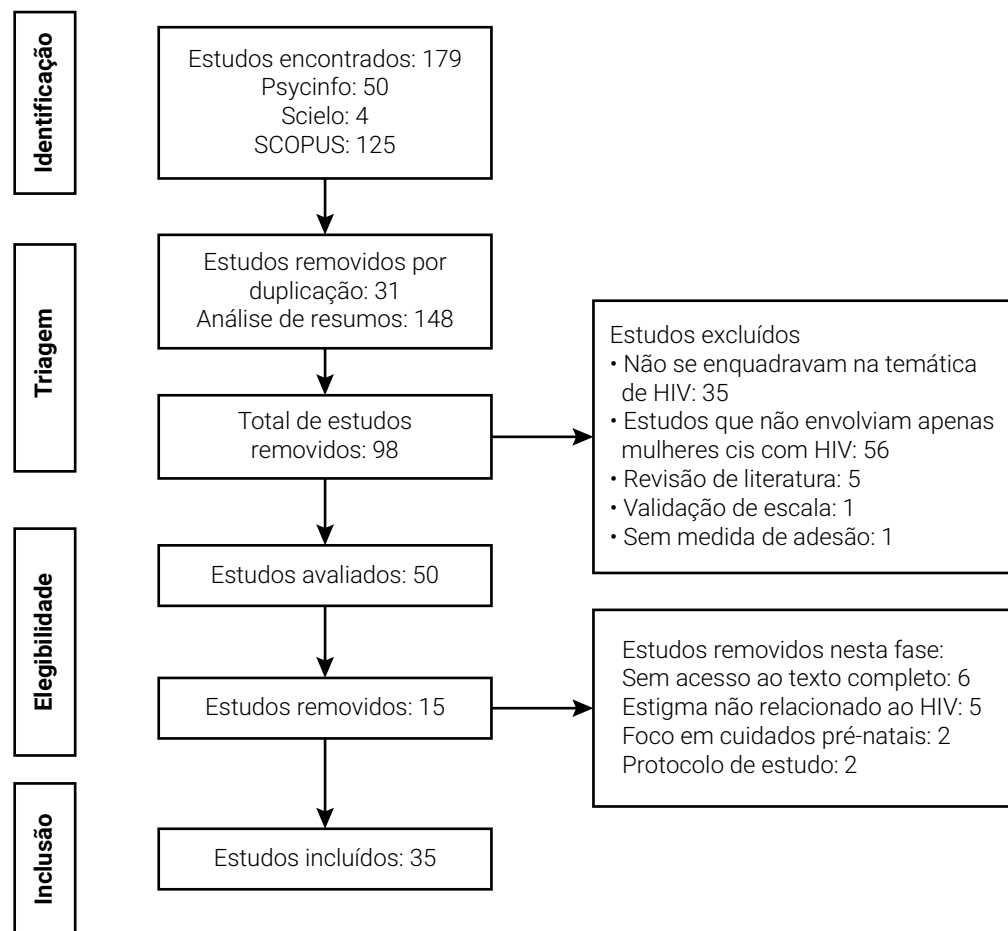 Identificação
Estudos encontrados: 179
Psycinfo: 50
Scielo: 4
SCOPUS: 125
Triagem
Estudos removidos por
duplicação: 31
Análise de resumos: 148
Total de estudos
removidos: 98
Estudos excluídos
• Não se enquadravam na temática
de HIV: 35
• Estudos que não envolviam apenas
mulheres cis com HIV: 56
• Revisão de literatura: 5
• Validação de escala: 1
• Sem medida de adesão: 1
Elegibilidade
Estudos avaliados: 50
Estudos removidos: 15
Estudos removidos nesta fase:
Sem acesso ao texto completo: 6
Estigma não relacionado ao HIV: 5
Foco em cuidados pré-natais: 2
Protocolo de estudo: 2
Inclusão
Estudos incluídos: 35